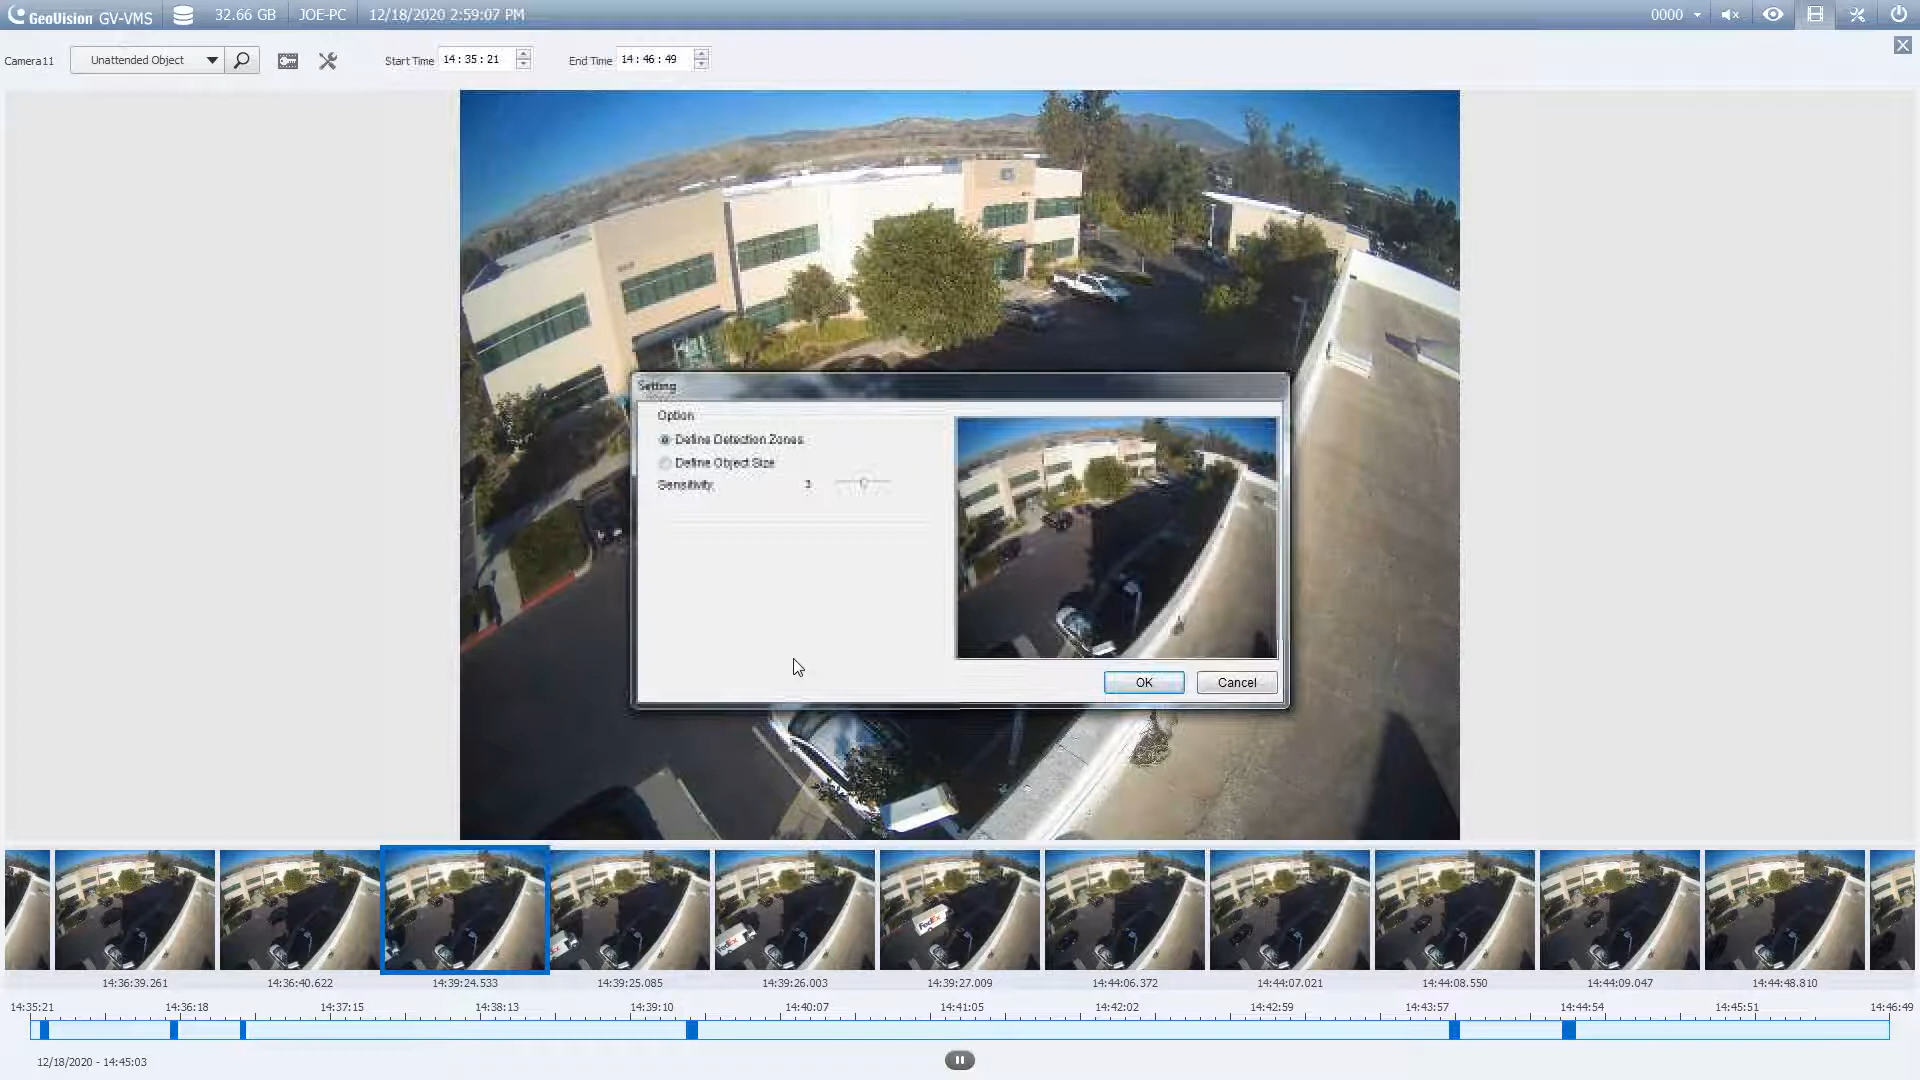 GeoVision GV-VMS 32.66 GB JOE-PC 12/18/2020 2:59:07 PM 0000
Camera11 Unattended Object Start Time 14 : 35 : 21 End Time 14 : 46 : 49
Setting
Option
Define Detection Zones
Define Object Size
Sensitivity: 3
OK Cancel
FedEx
FedEx
14:36:39.261 14:36:40.622 14:39:24.533 14:39:25.085 14:39:26.003 14:39:27.009 14:44:06.372 14:44:07.021 14:44:08.550 14:44:09.047 14:44:48.810
14:35:21 14:36:18 14:37:15 14:38:13 14:39:10 14:40:07 14:41:05 14:42:02 14:42:59 14:43:57 14:44:54 14:45:51 14:46:49
12/18/2020 - 14:45:03